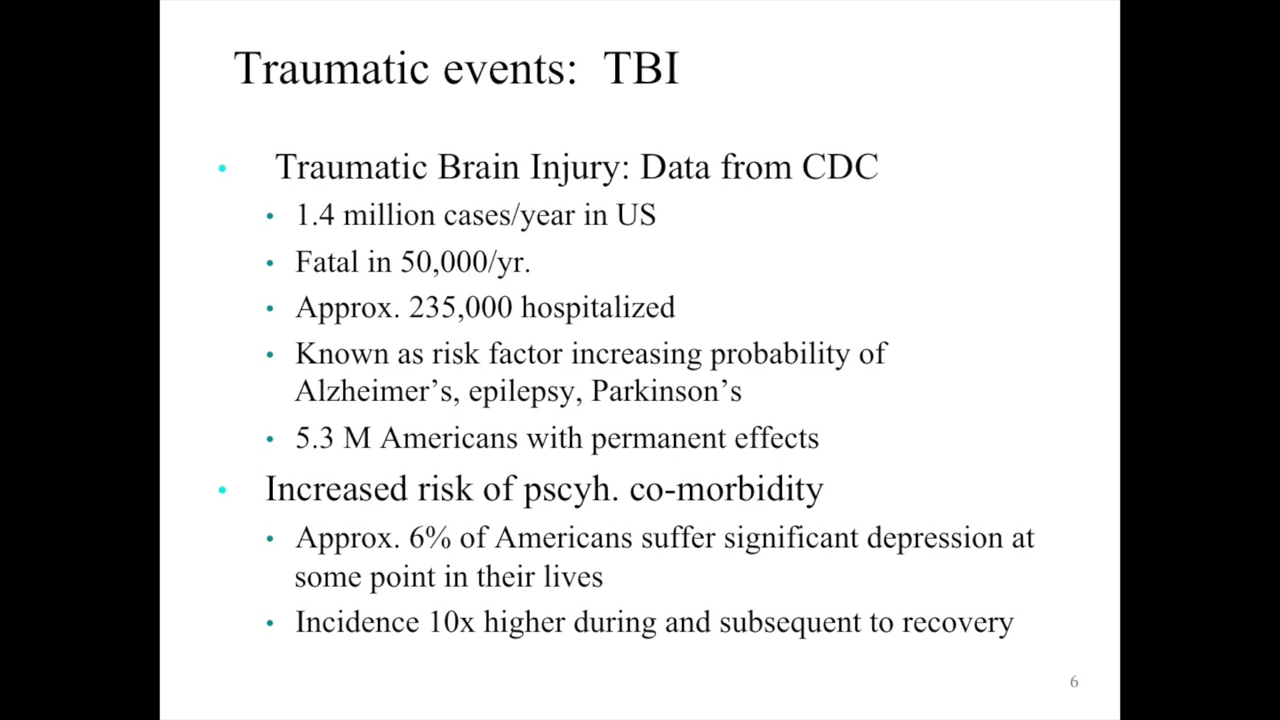 Traumatic events:  TBI
• Traumatic Brain Injury: Data from CDC
• 1.4 million cases/year in US
• Fatal in 50,000/yr.
• Approx. 235,000 hospitalized
• Known as risk factor increasing probability of
Alzheimer’s, epilepsy, Parkinson’s
• 5.3 M Americans with permanent effects
• Increased risk of pscyh. co-morbidity
• Approx. 6% of Americans suffer significant depression at
some point in their lives
• Incidence 10x higher during and subsequent to recovery
6